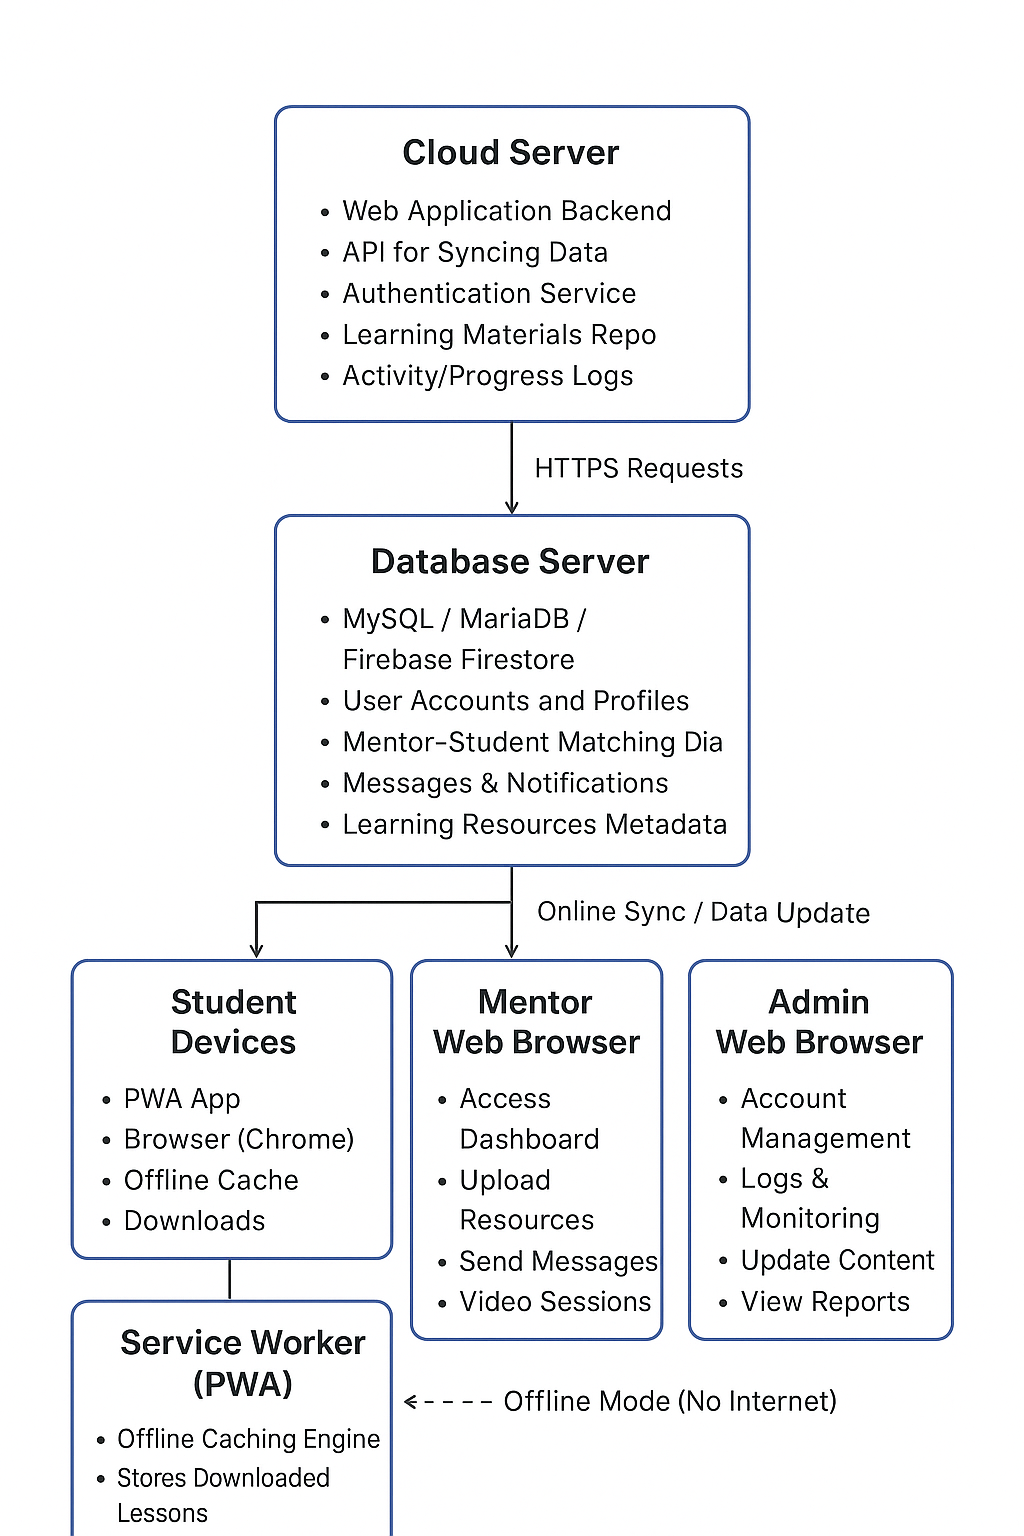 Cloud Server
• Web Application Backend
• API for Syncing Data
• Authentication Service
• Learning Materials Repo
• Activity/Progress Logs
HTTPS Requests
Database Server
• MySQL / MariaDB /
Firebase Firestore
• User Accounts and Profiles
• Mentor–Student Matching Dia
• Messages & Notifications
• Learning Resources Metadata
Online Sync / Data Update
Student
Devices
• PWA App
• Browser (Chrome)
• Offline Cache
• Downloads
Mentor
Web Browser
• Access
Dashboard
• Upload
Resources
• Send Messages
• Video Sessions
Admin
Web Browser
• Account
Management
• Logs &
Monitoring
• Update Content
• View Reports
Service Worker
(PWA)
• Offline Caching Engine
• Stores Downloaded
Lessons
Offline Mode (No Internet)